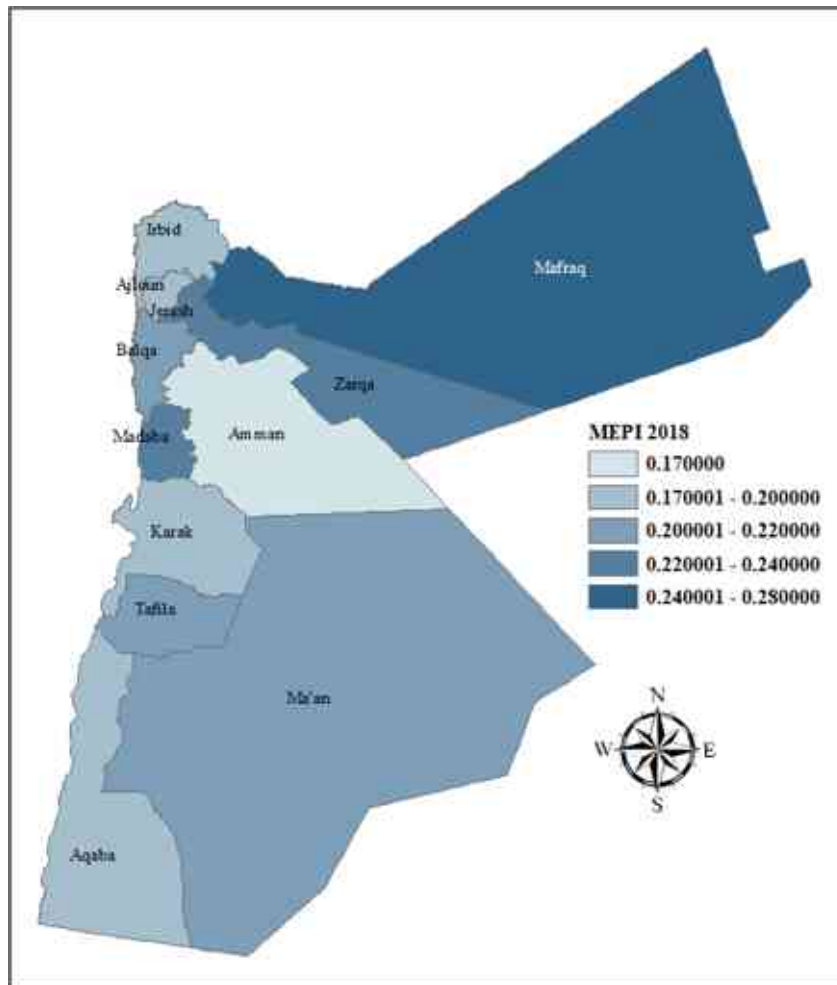 Irbid
Mafraq
Ajloun
Jerash
Balqa
Zarqa
Madaba
Amman
MEPI 2018
0.170000
0.170001 - 0.200000
0.200001 - 0.220000
0.220001 - 0.240000
0.240001 - 0.280000
Karak
Tafila
Ma'an
N
W
E
S
Aqaba